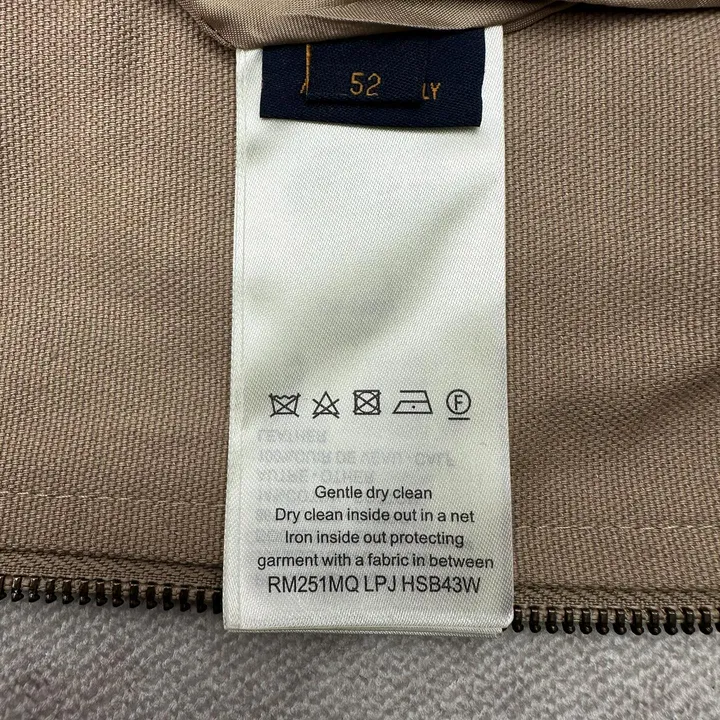 52
LY
F
Gentle dry clean
Dry clean inside out in a net
Iron inside out protecting
garment with a fabric in between
RM251MQ LPJ HSB43W